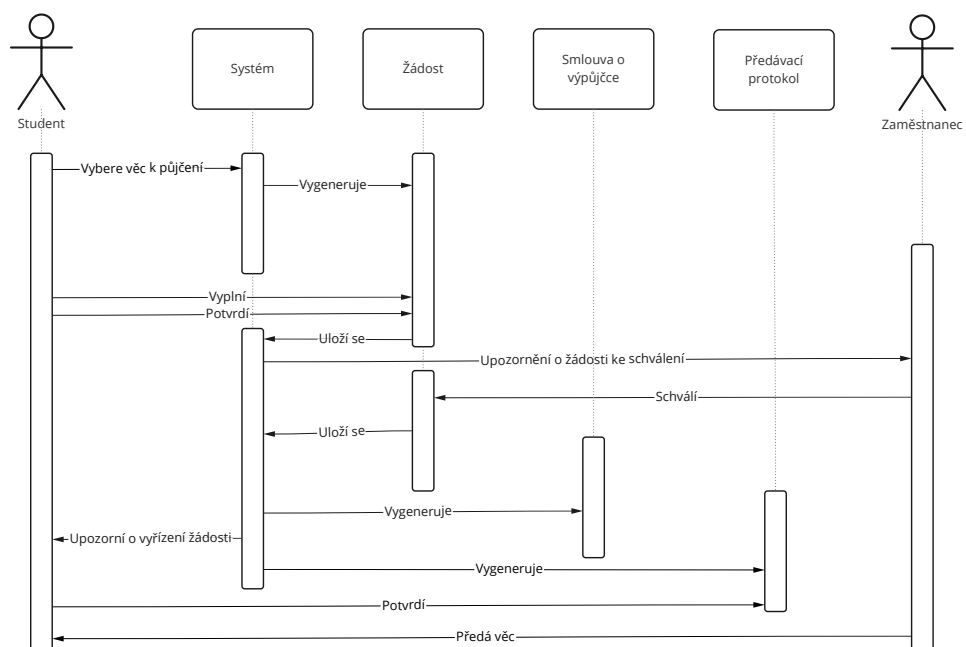 Systém
Žádost
Smlouva o
výpůjčce
Předávací
protokol
Student
Zaměstnanec
Vybere věc k půjčení
Vygeneruje
Vyplní
Potvrdí
Uloží se
Upozornění o žádosti ke schválení
Schválí
Uloží se
Vygeneruje
Upozorní o vyřízení žádosti
Vygeneruje
Potvrdí
Předá věc